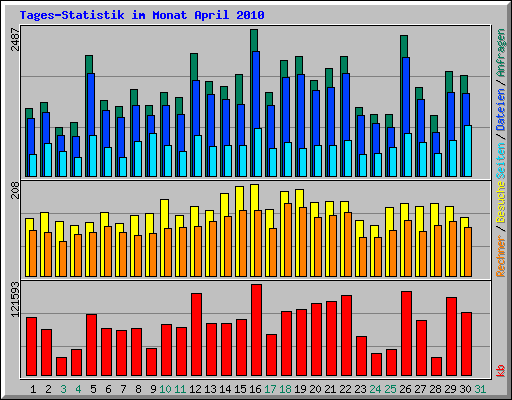 Tages-Statistik im Monat April 2010
2487
208
121593
Rechner / Besuche Seiten / Dateien / Anfragen
kb
1 2 3 4 5 6 7 8 9 10 11 12 13 14 15 16 17 18 19 20 21 22 23 24 25 26 27 28 29 30 31